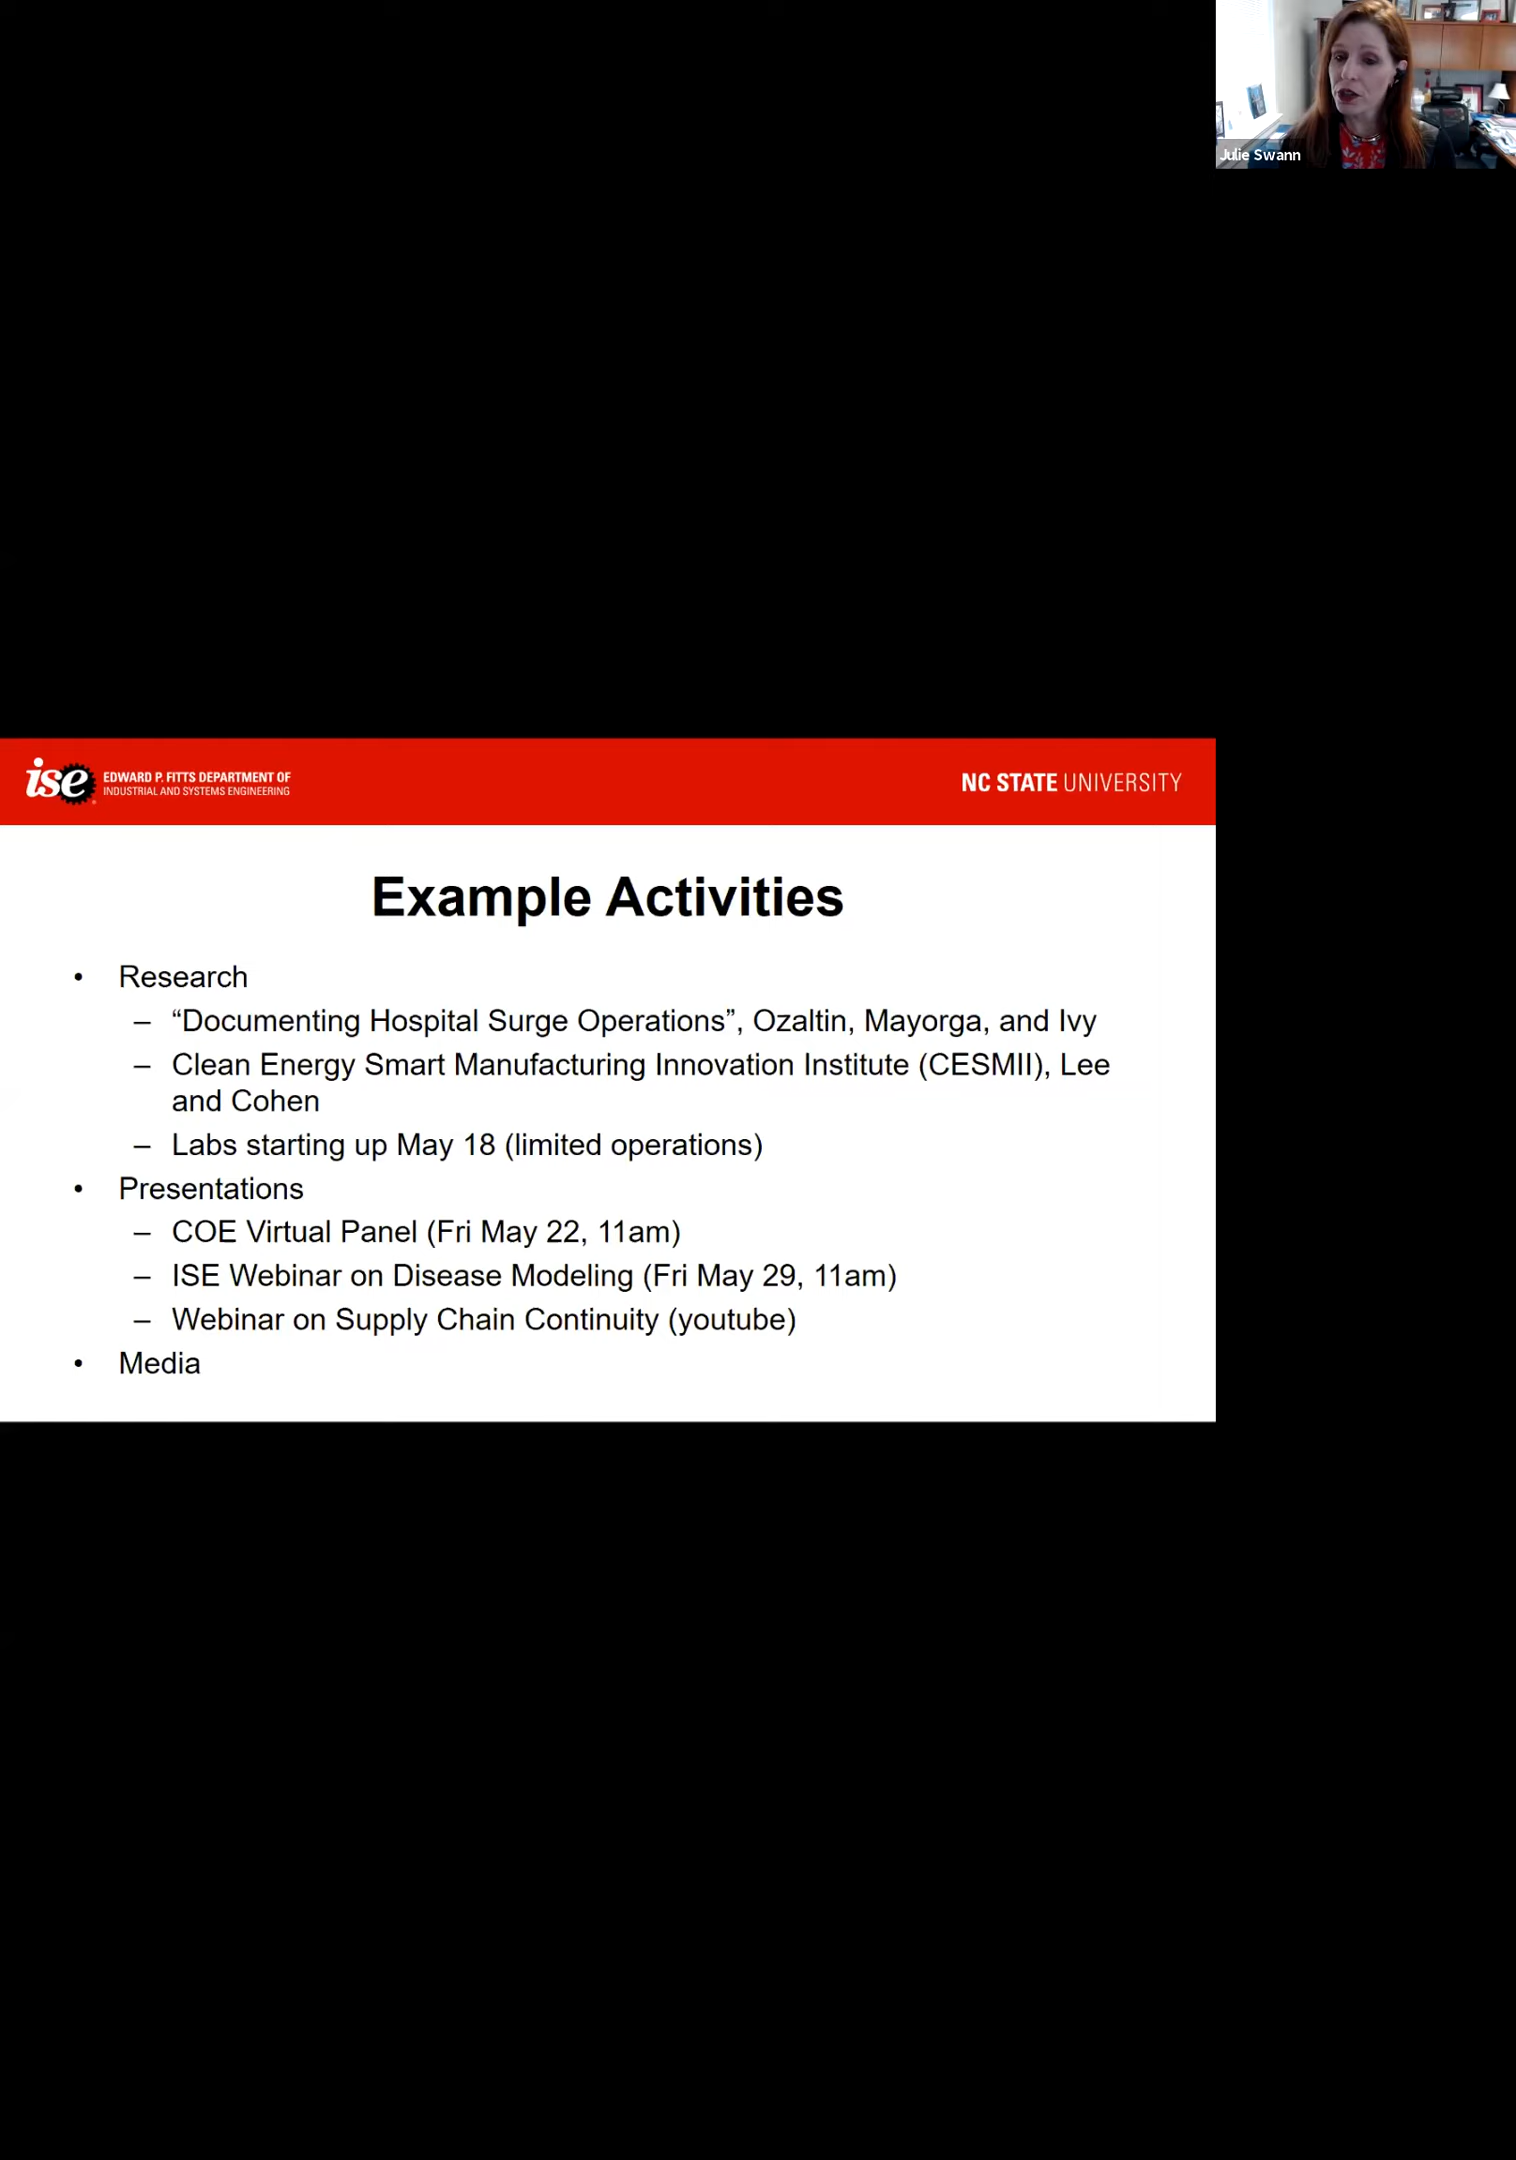 Julie Swann
ise EDWARD P. FITTS DEPARTMENT OF
INDUSTRIAL AND SYSTEMS ENGINEERING
NC STATE UNIVERSITY
Example Activities
• Research
– “Documenting Hospital Surge Operations”, Ozaltin, Mayorga, and Ivy
– Clean Energy Smart Manufacturing Innovation Institute (CESMII), Lee
and Cohen
– Labs starting up May 18 (limited operations)
• Presentations
– COE Virtual Panel (Fri May 22, 11am)
– ISE Webinar on Disease Modeling (Fri May 29, 11am)
– Webinar on Supply Chain Continuity (youtube)
• Media